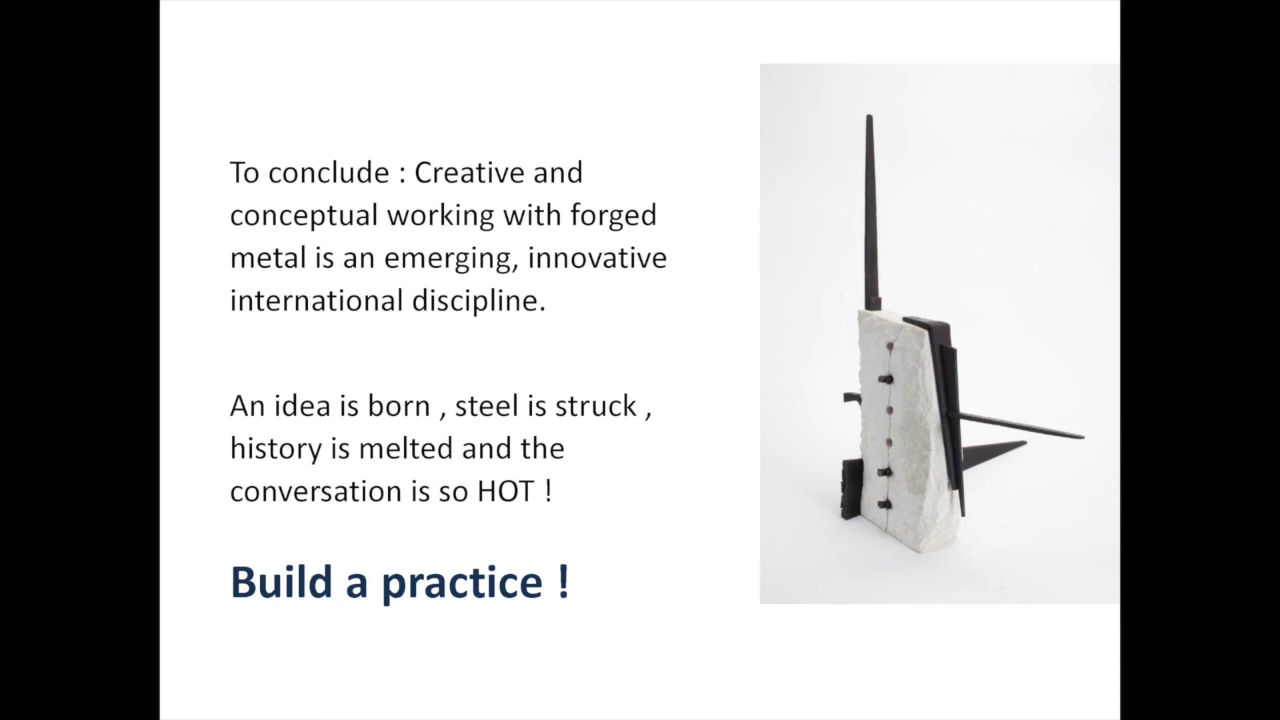 To conclude : Creative and
conceptual working with forged
metal is an emerging, innovative
international discipline.
An idea is born , steel is struck ,
history is melted and the
conversation is so HOT !
Build a practice !